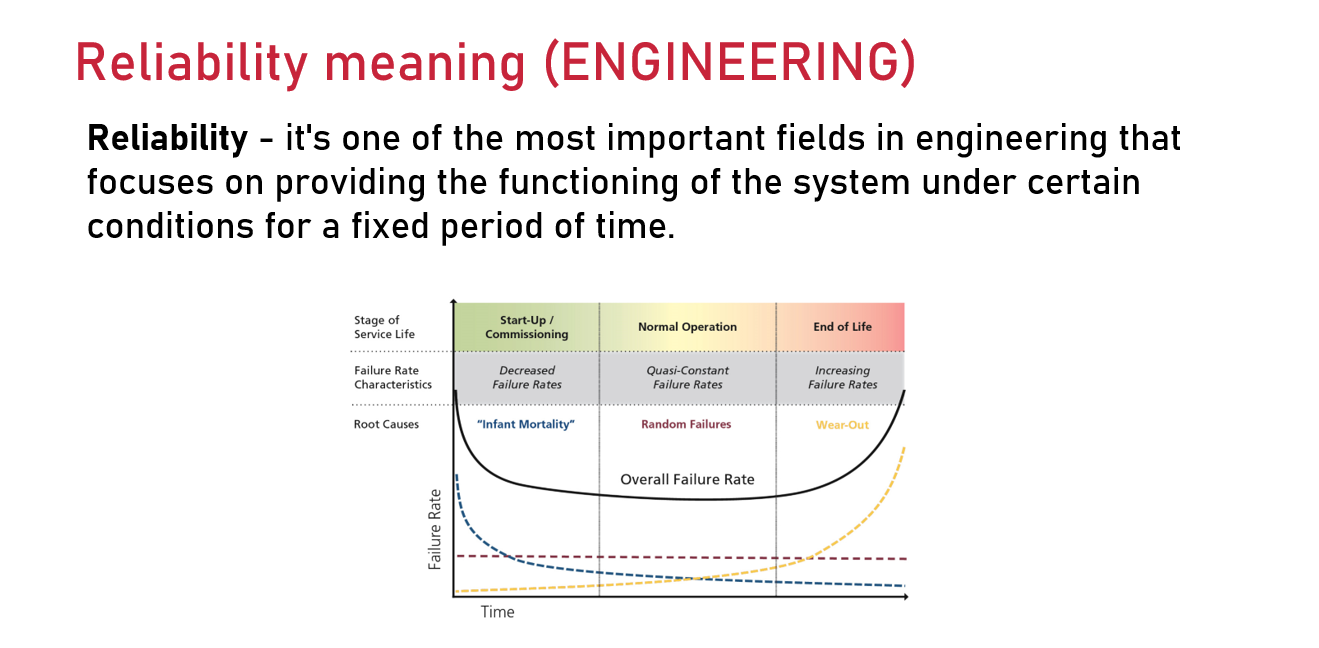 Reliability meaning (ENGINEERING)
Reliability - it's one of the most important fields in engineering that
focuses on providing the functioning of the system under certain
conditions for a fixed period of time.
Stage of
Service Life
Start-Up /
Commissioning
Normal Operation
End of Life
Failure Rate
Characteristics
Decreased
Failure Rates
Quasi-Constant
Failure Rates
Increasing
Failure Rates
Root Causes
“Infant Mortality”
Random Failures
Wear-Out
Overall Failure Rate
Failure Rate
Time